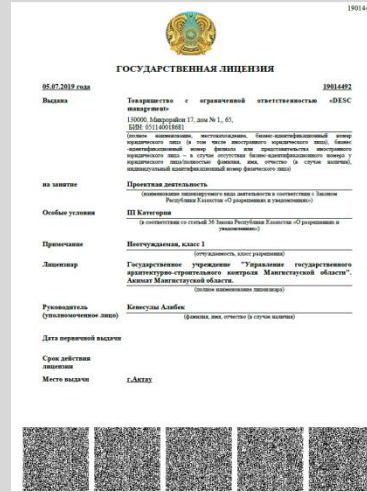 19014
ГОСУДАРСТВЕННАЯ ЛИЦЕНЗИЯ
05.07.2019 года 19014492
Выдана Товарищество с ограниченной ответственностью «DESC management»
130000, Микрорайон 17, дом № 1., 65,
БИН: 051140018681
(полное наименование, местонахождение, бизнес-идентификационный номер
юридического лица (в том числе иностранного юридического лица), бизнес
-идентификационный номер филиала или представительства иностранного
юридического лица – в случае отсутствия бизнес-идентификационного номера у
юридического лица/полностью фамилия, имя, отчество (в случае наличия),
индивидуальный идентификационный номер физического лица)
на занятие Проектная деятельность
(наименование лицензируемого вида деятельности в соответствии с Законом
Республики Казахстан «О разрешениях и уведомлениях»)
Особые условия III Категория
(в соответствии со статьей 36 Закона Республики Казахстан «О разрешениях и
уведомлениях»)
Примечание Неотчуждаемая, класс 1
(отчуждаемость, класс разрешения)
Лицензиар Государственное учреждение "Управление государственного
архитектурно-строительного контроля Мангистауской области".
Акимат Мангистауской области.
(полное наименование лицензиара)
Руководитель Кенесулы Алибек
(уполномоченное лицо) (фамилия, имя, отчество (в случае наличия)
Дата первичной выдачи
Срок действия
лицензии
Место выдачи г.Актау